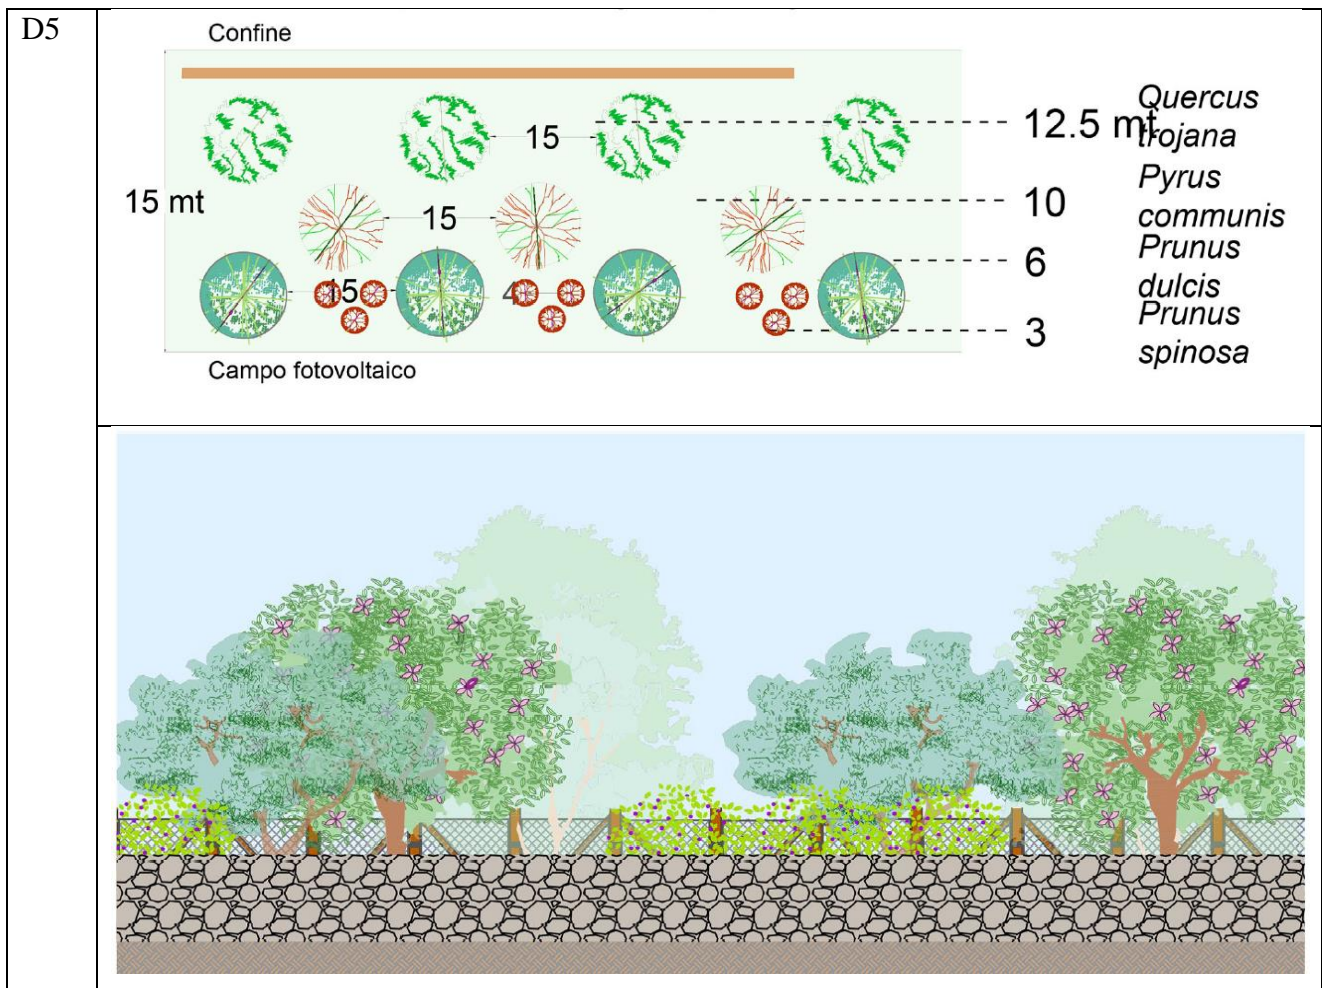 D5
Confine
15
12.5 mt
Quercus
trojana
15 mt
15
10
Pyrus
communis
15
4
6
Prunus
dulcis
3
Prunus
spinosa
Campo fotovoltaico